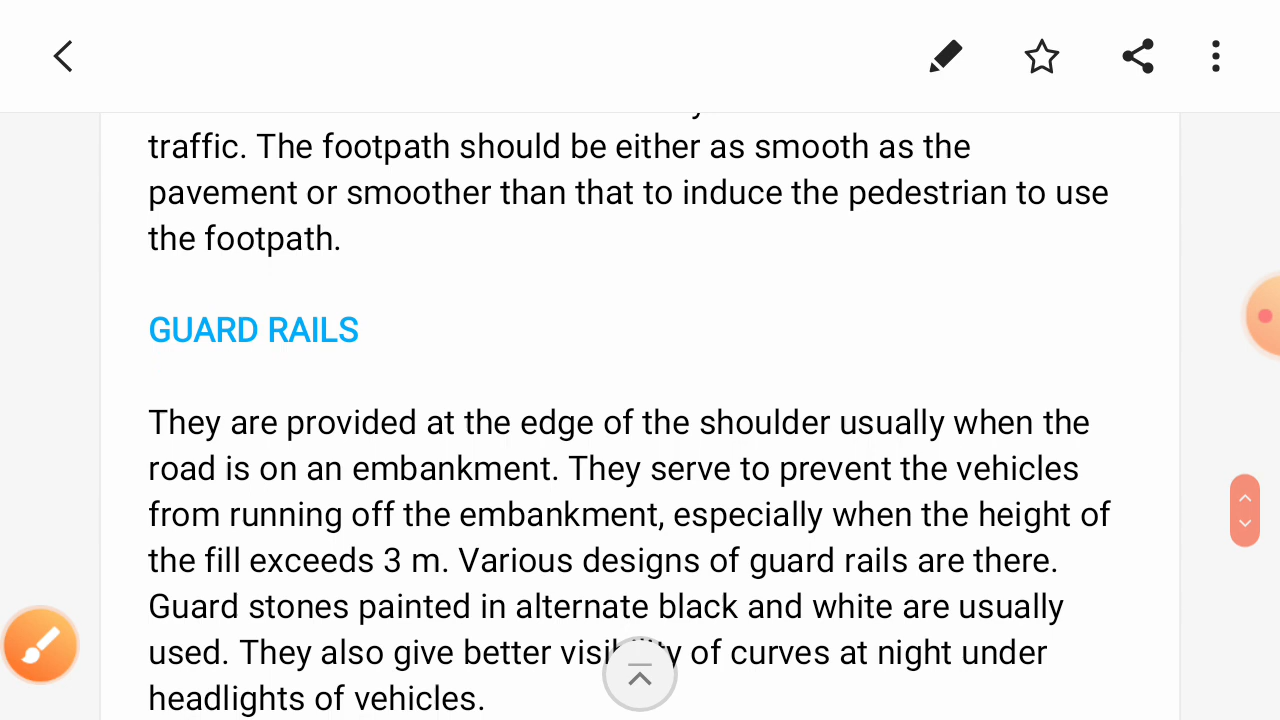 traffic. The footpath should be either as smooth as the
pavement or smoother than that to induce the pedestrian to use
the footpath.
GUARD RAILS
They are provided at the edge of the shoulder usually when the
road is on an embankment. They serve to prevent the vehicles
from running off the embankment, especially when the height of
the fill exceeds 3 m. Various designs of guard rails are there.
Guard stones painted in alternate black and white are usually
used. They also give better visibility of curves at night under
headlights of vehicles.